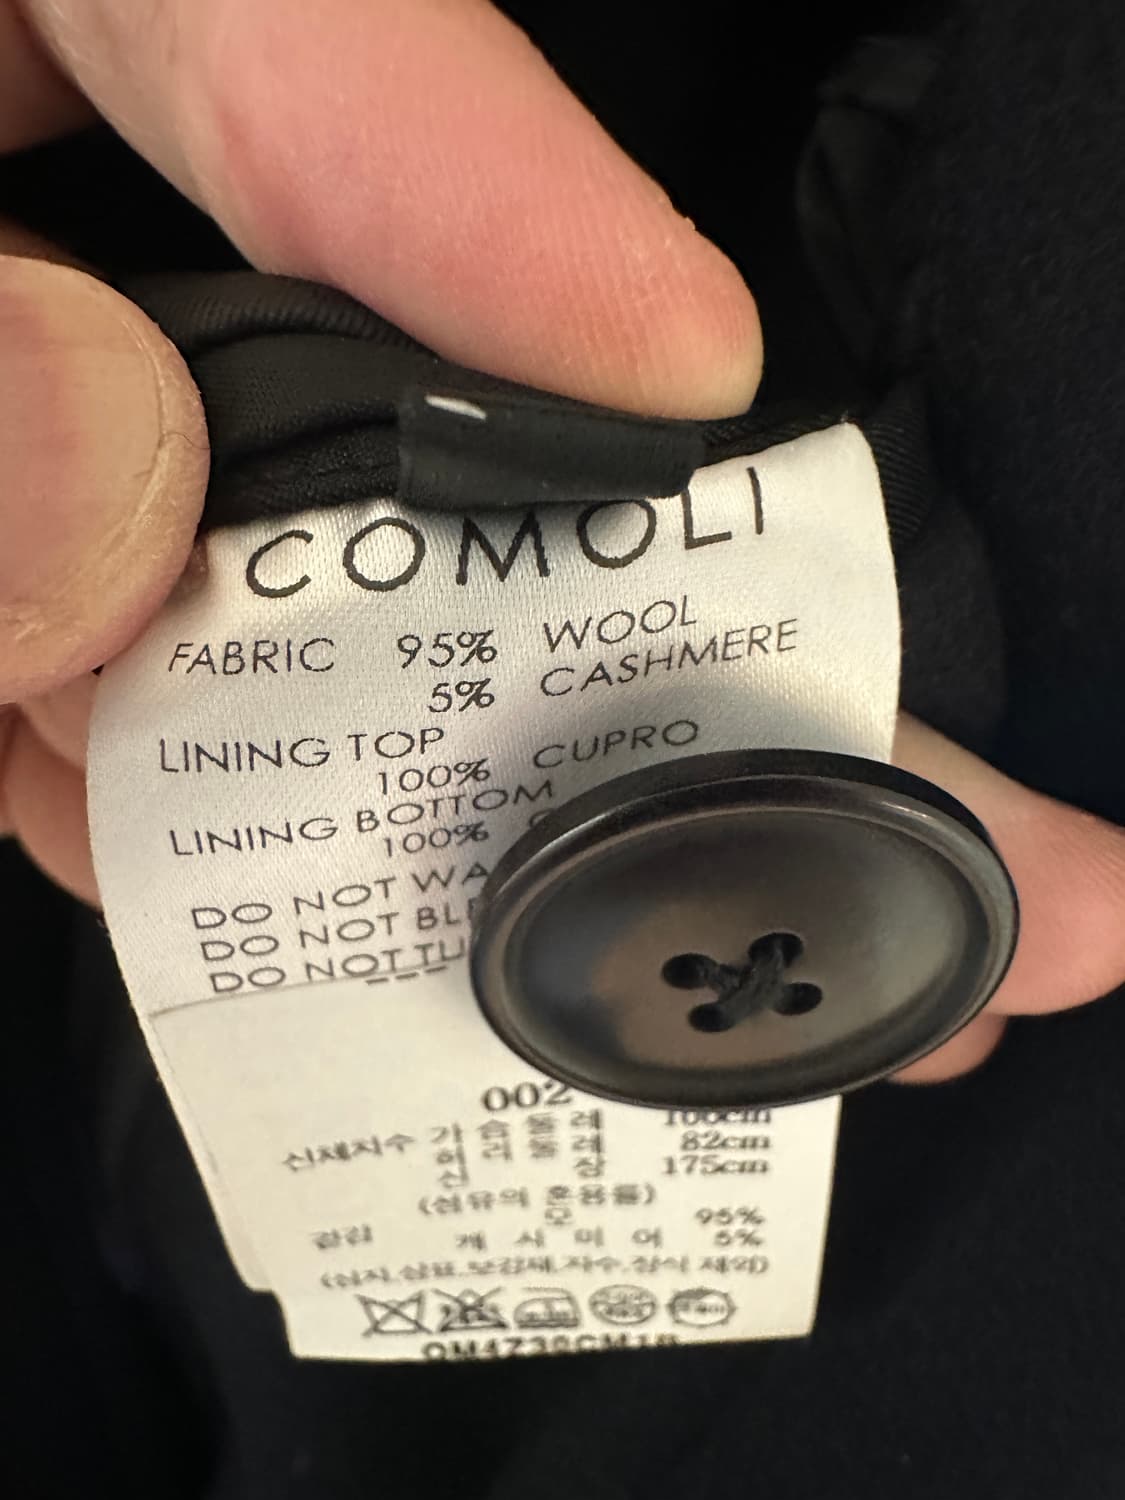 COMOLI
FABRIC 95% WOOL
5% CASHMERE
LINING TOP
100% CUPRO
LINING BOTTOM
100%
DO NOT
DO NOT
DO NOT
002
신체치수 가 슴 둘 레
허 리 둘 레 82cm
신 장 175cm
(섬유의 혼용률)
95%
겉감 캐 시 미 어 5%